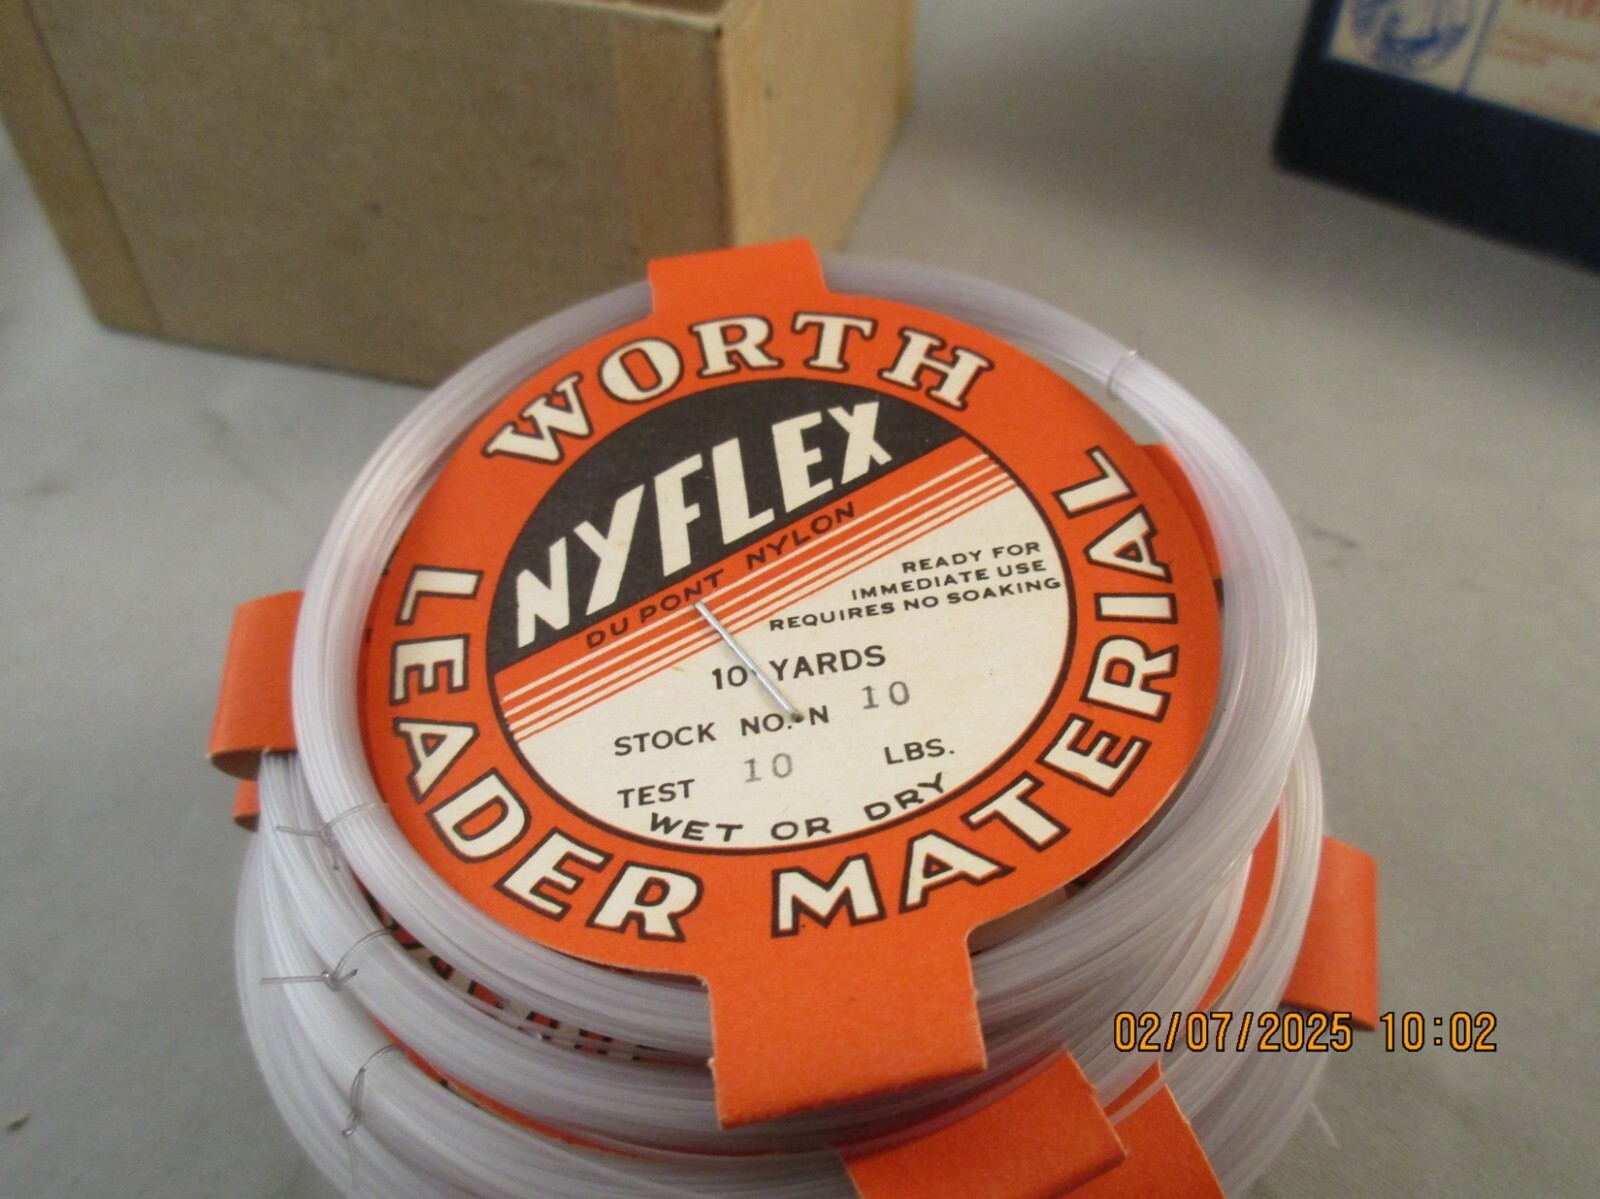 WORTH
NYFLEX
DU PONT NYLON
READY FOR
IMMEDIATE USE
REQUIRES NO SOAKING
10 YARDS
STOCK NO. N 10
TEST 10 LBS.
WET OR DRY
LEADER MATERIAL
02/07/2025 10:02